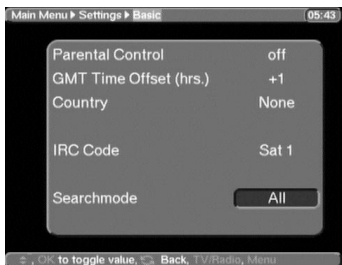 Main Menu ▶ Settings ▶ Basic 05:43
Parental Control off
GMT Time Offset (hrs.) +1
Country None
IRC Code Sat 1
Searchmode All
, OK to toggle value, Back, TV/Radio, Menu